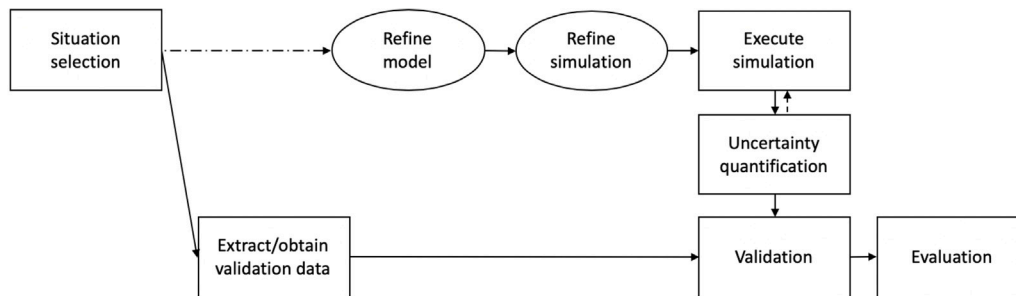 Situation
selection
Refine
model
Refine
simulation
Execute
simulation
Uncertainty
quantification
Extract/obtain
validation data
Validation
Evaluation